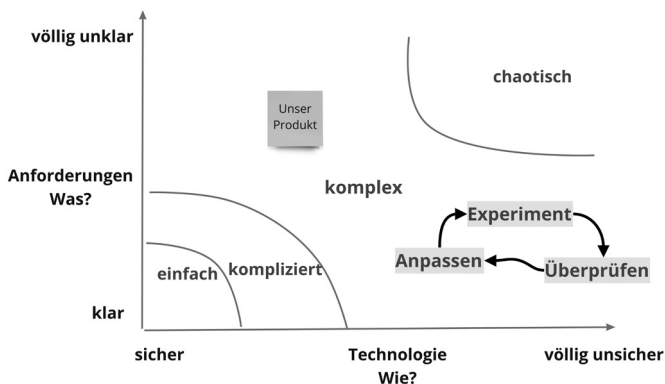 völlig unklar
chaotisch
Unser
Produkt
Anforderungen
Was?
komplex
Experiment
Anpassen
Überprüfen
einfach
kompliziert
klar
sicher
Technologie
Wie?
völlig unsicher